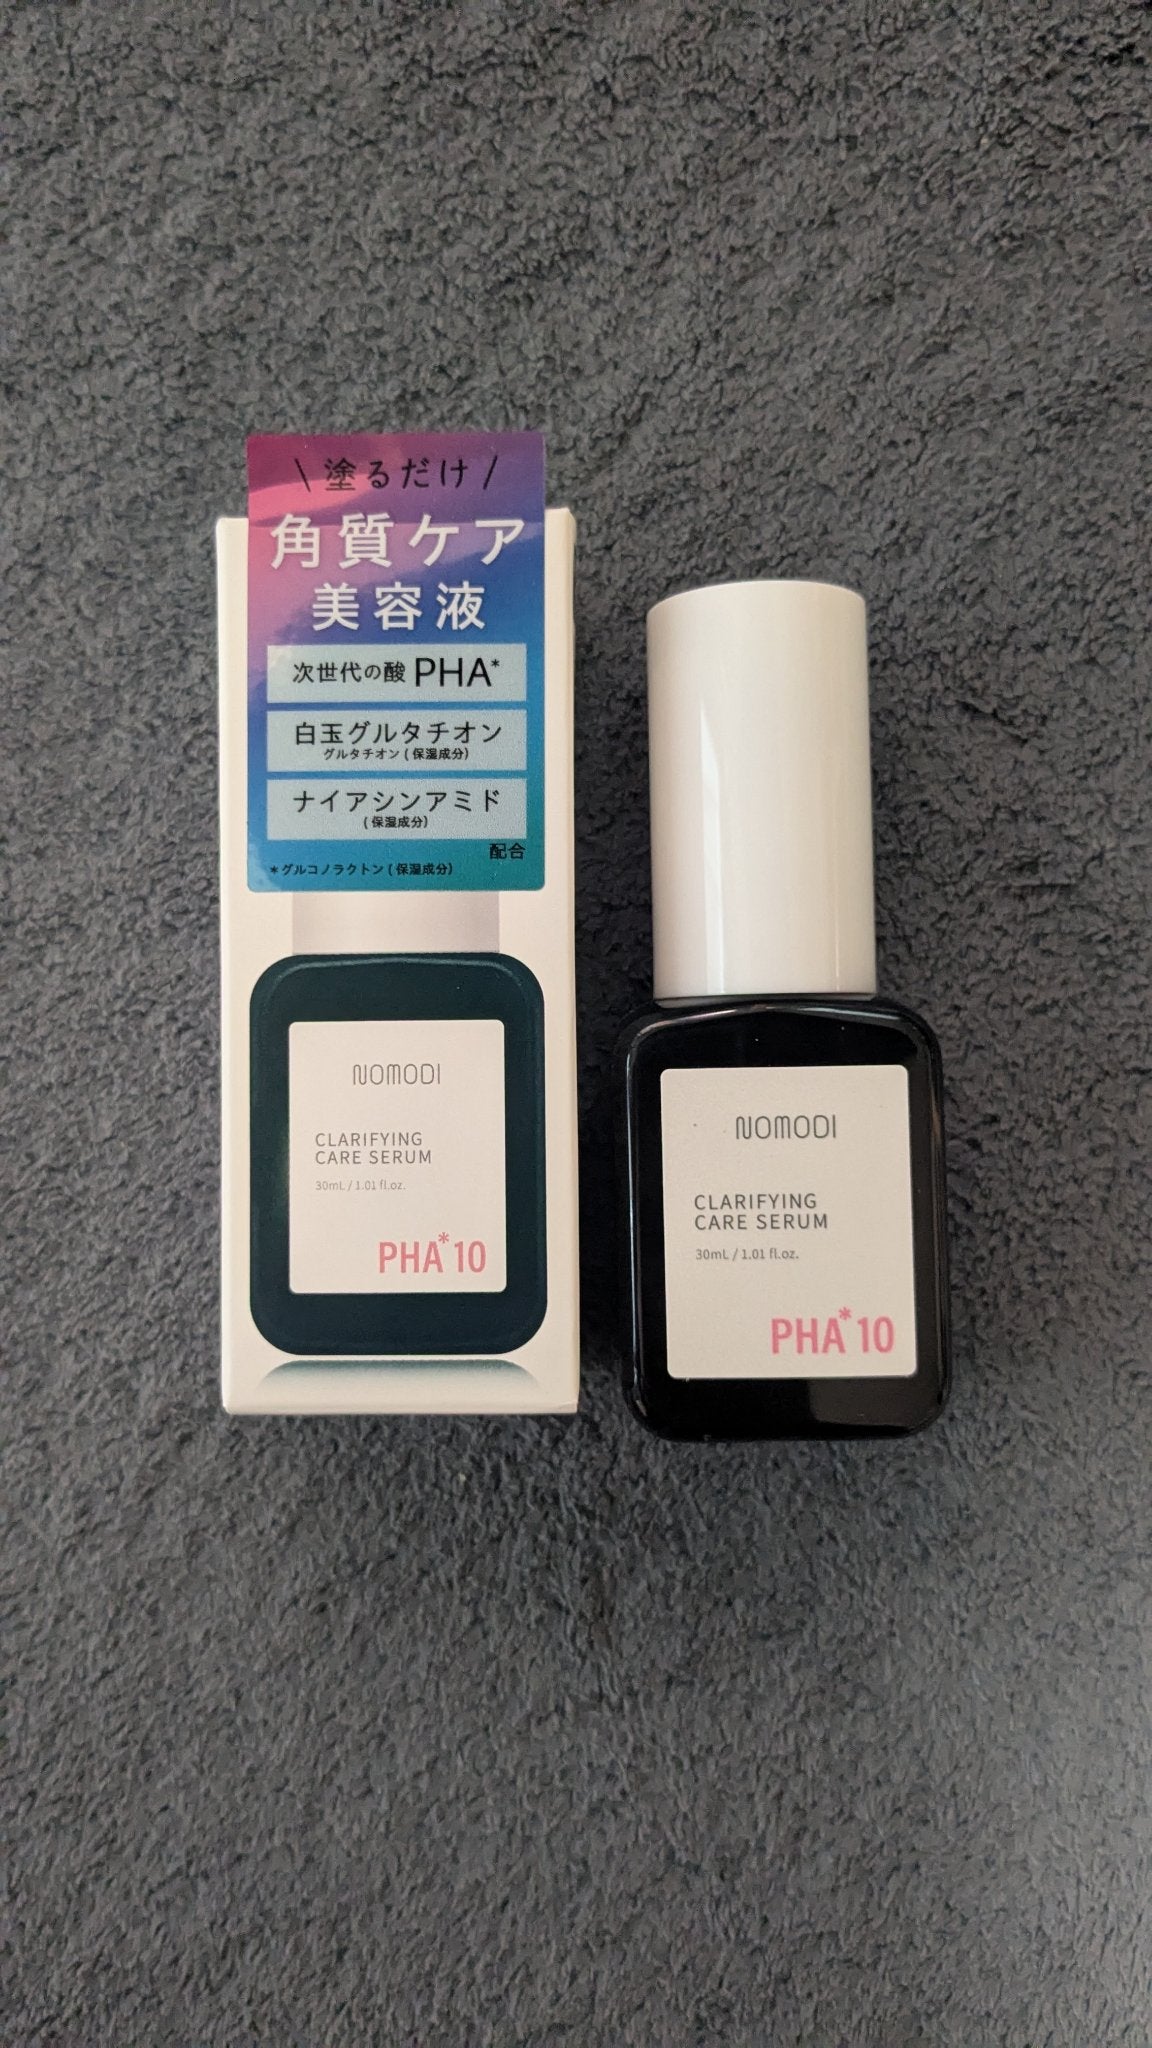 \ 塗るだけ /
角質ケア
美容液
次世代の酸 PHA*
白玉グルタチオン
グルタチオン (保湿成分)
ナイアシンアミド
(保湿成分)
配合
*グルコノラクトン (保湿成分)
NOMODI
CLARIFYING
CARE SERUM
30mL / 1.01 fl.oz.
PHA*10
NOMODI
CLARIFYING
CARE SERUM
30mL / 1.01 fl.oz.
PHA*10